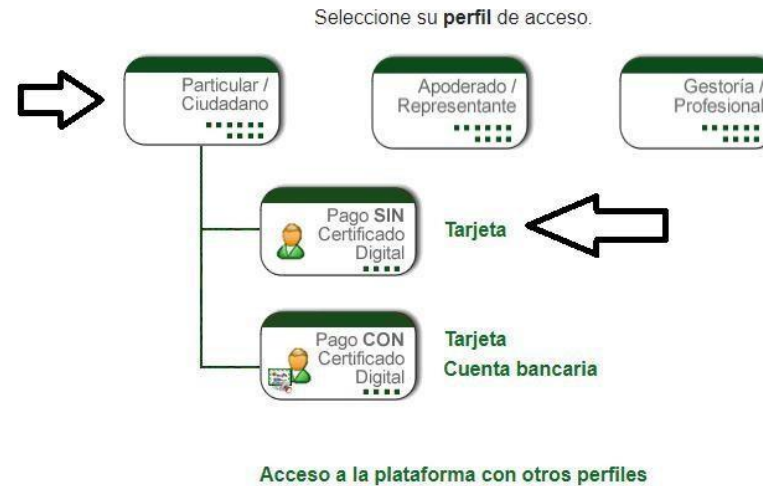 Seleccione su perfil de acceso.
Particular /
Ciudadano
Apoderado /
Representante
Gestoría /
Profesional
Pago SIN
Certificado
Digital
Tarjeta
Pago CON
Certificado
Digital
Tarjeta
Cuenta bancaria
Acceso a la plataforma con otros perfiles